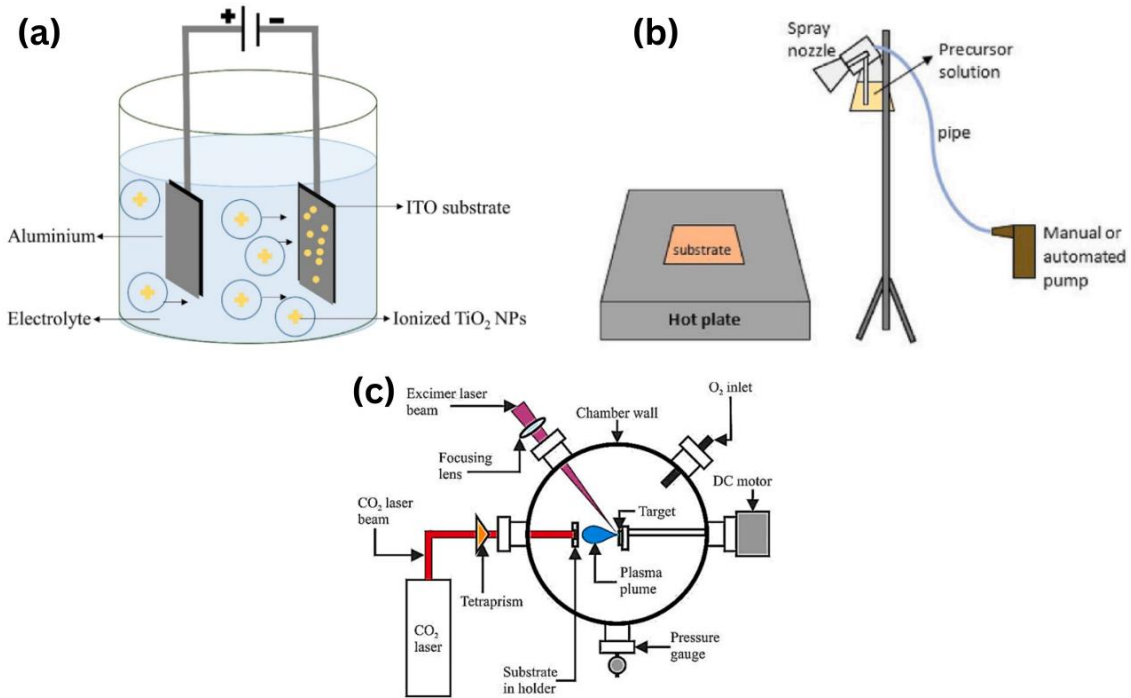 (a)
+ -
Aluminium
Electrolyte
ITO substrate
Ionized TiO₂ NPs
(b)
Spray
nozzle
Precursor
solution
pipe
Manual or
automated
pump
substrate
Hot plate
(c)
Excimer laser
beam
Focusing
lens
CO₂ laser
beam
Tetraprism
CO₂
laser
Substrate
in holder
Chamber wall
O₂ inlet
DC motor
Target
Plasma
plume
Pressure
gauge